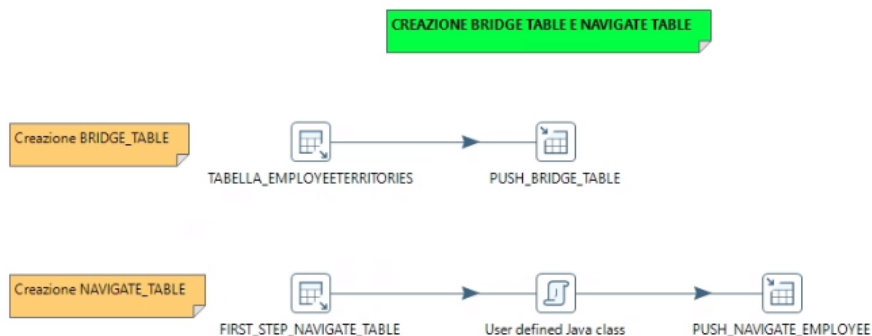 CREAZIONE BRIDGE TABLE E NAVIGATE TABLE
Creazione BRIDGE_TABLE
TABELLA_EMPLOYEETERRITORIES
PUSH_BRIDGE_TABLE
Creazione NAVIGATE_TABLE
FIRST_STEP_NAVIGATE_TABLE
User defined Java class
PUSH_NAVIGATE_EMPLOYEE